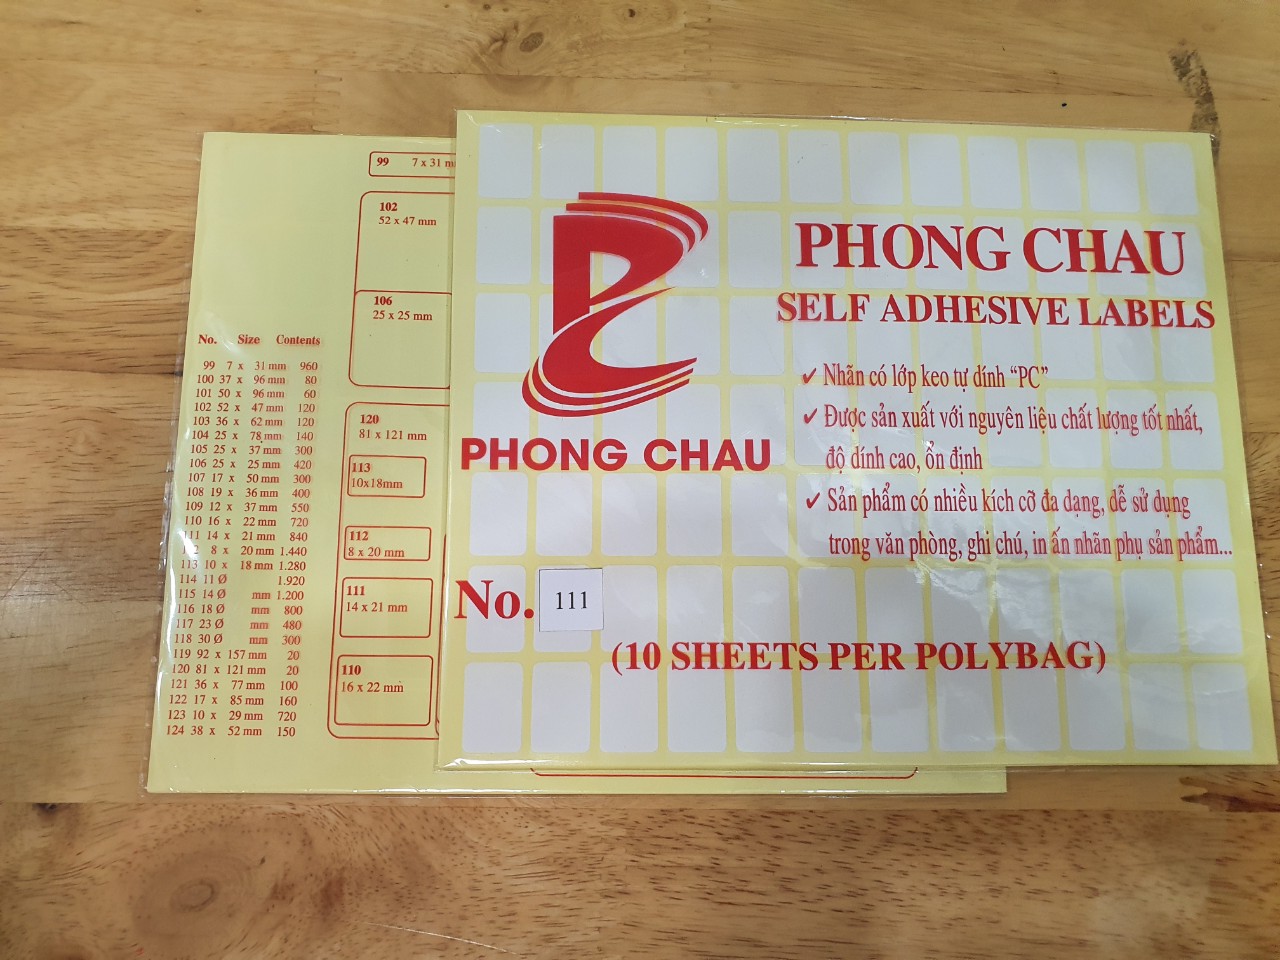 99 7 x 31 m
102
52 x 47 mm
106
25 x 25 mm
No. Size Contents
99 7 x 31 mm 960
100 37 x 96 mm 80
101 50 x 96 mm 60
102 52 x 47 mm 120
103 36 x 62 mm 120
104 25 x 78 mm 140
105 25 x 37 mm 300
106 25 x 25 mm 420
107 17 x 50 mm 300
108 19 x 36 mm 400
109 12 x 37 mm 550
110 16 x 22 mm 720
111 14 x 21 mm 840
8 x 20 mm 1.440
113 10 x 18 mm 1.280
114 11 Ø 1.920
115 14 Ø mm 1.200
116 18 Ø mm 800
117 23 Ø mm 480
118 30 Ø mm 300
119 92 x 157 mm 20
120 81 x 121 mm 20
121 36 x 77 mm 100
122 17 x 85 mm 160
123 10 x 29 mm 720
124 38 x 52 mm 150
120
81 x 121 mm
113
10x18mm
112
8 x 20 mm
111
14 x 21 mm
110
16 x 22 mm
PHONG CHAU
PHONG CHAU
SELF ADHESIVE LABELS
✓ Nhãn có lớp keo tự dính “PC”
✓ Được sản xuất với nguyên liệu chất lượng tốt nhất,
độ dính cao, ổn định
✓ Sản phẩm có nhiều kích cỡ đa dạng, dễ sử dụng
trong văn phòng, ghi chú, in ấn nhãn phụ sản phẩm...
No. 111
(10 SHEETS PER POLYBAG)